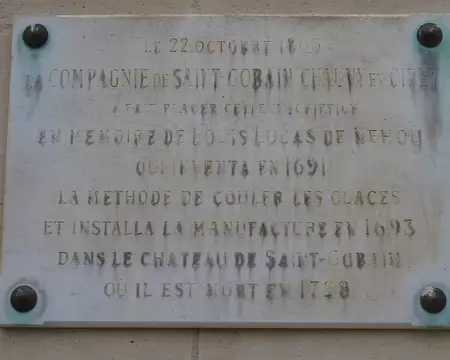 LE 22 OCTOBRE 1865
LA COMPAGNIE DE SAINT-GOBAIN CHAUNY ET CIREY
A FAIT PLACER CETTE INSCRIPTION
EN MEMOIRE DE LOUIS LUCAS DE NEHOU
QUI INVENTA EN 1691
LA METHODE DE COULER LES GLACES
ET INSTALLA LA MANUFACTURE EN 1693
DANS LE CHATEAU DE SAINT-GOBAIN
OÙ IL EST MORT EN 1728